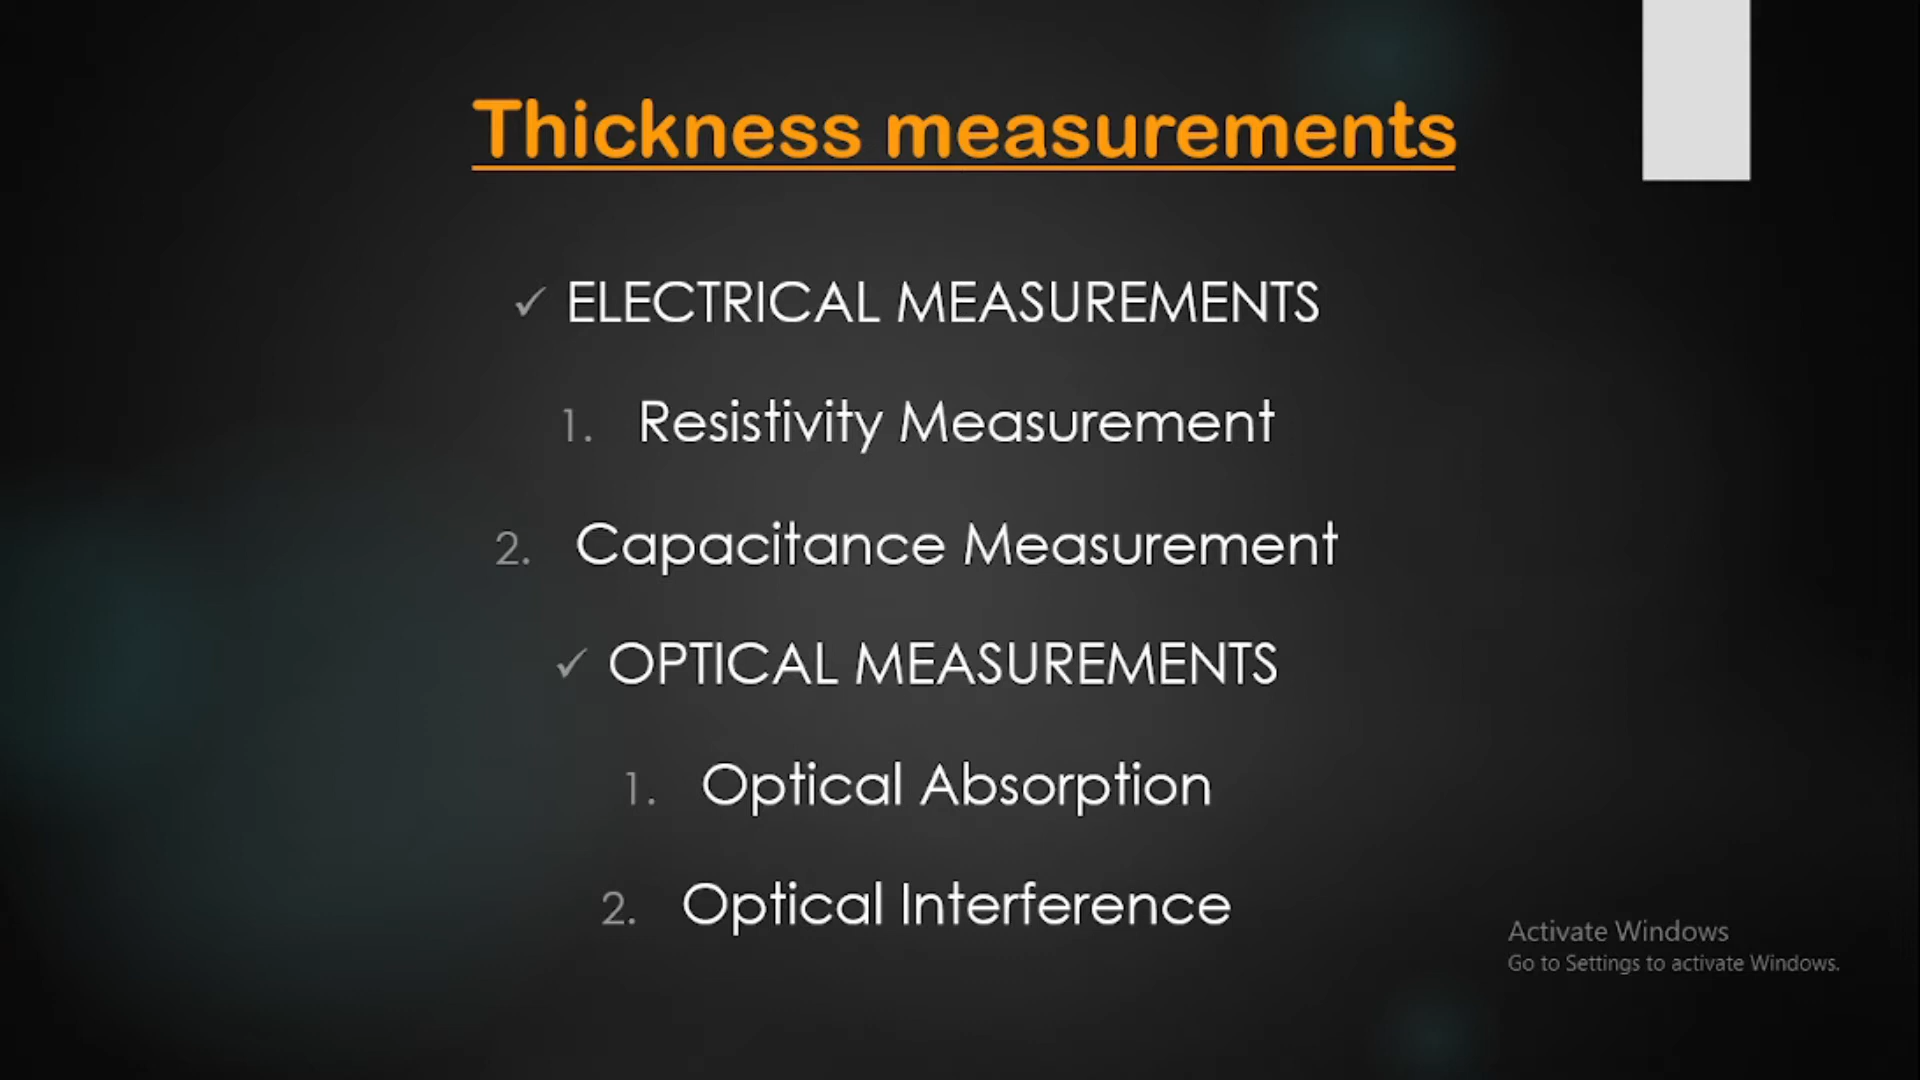 Thickness measurements
✓ ELECTRICAL MEASUREMENTS
1. Resistivity Measurement
2. Capacitance Measurement
✓ OPTICAL MEASUREMENTS
1. Optical Absorption
2. Optical Interference
Activate Windows
Go to Settings to activate Windows.